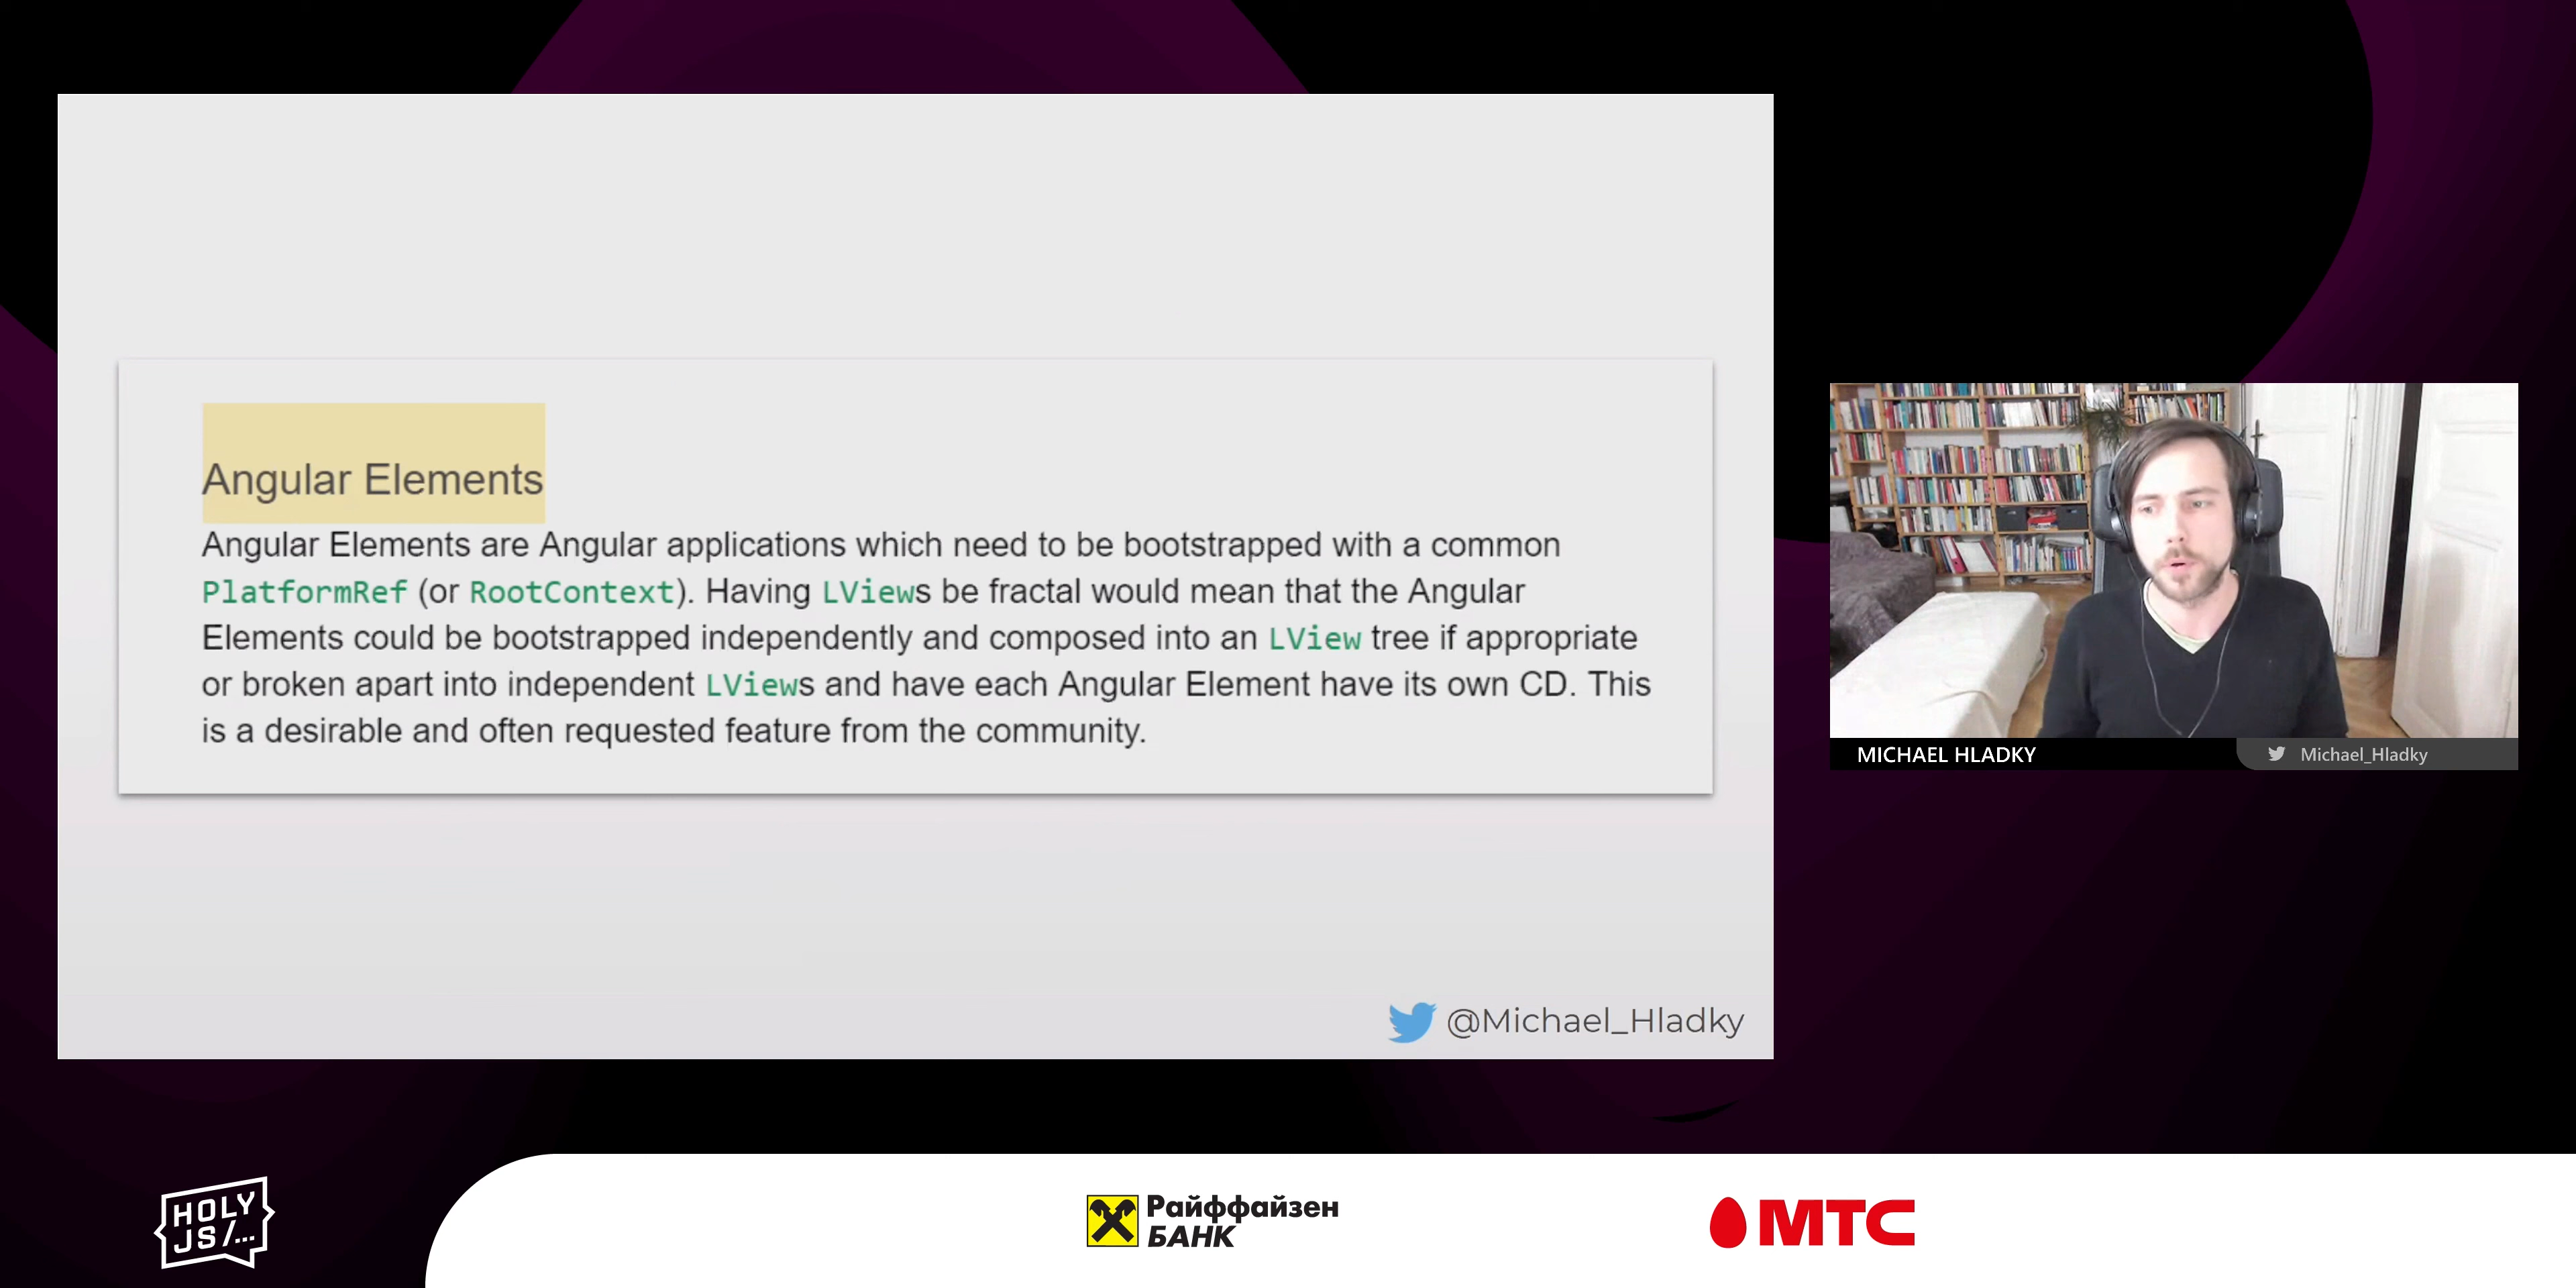 Angular Elements
Angular Elements are Angular applications which need to be bootstrapped with a common
PlatformRef (or RootContext). Having LViews be fractal would mean that the Angular
Elements could be bootstrapped independently and composed into an LView tree if appropriate
or broken apart into independent LViews and have each Angular Element have its own CD. This
is a desirable and often requested feature from the community.
@Michael_Hladky
MICHAEL HLADKY
Michael_Hladky
HOLY
JS/...
Райффайзен
БАНК
МТС